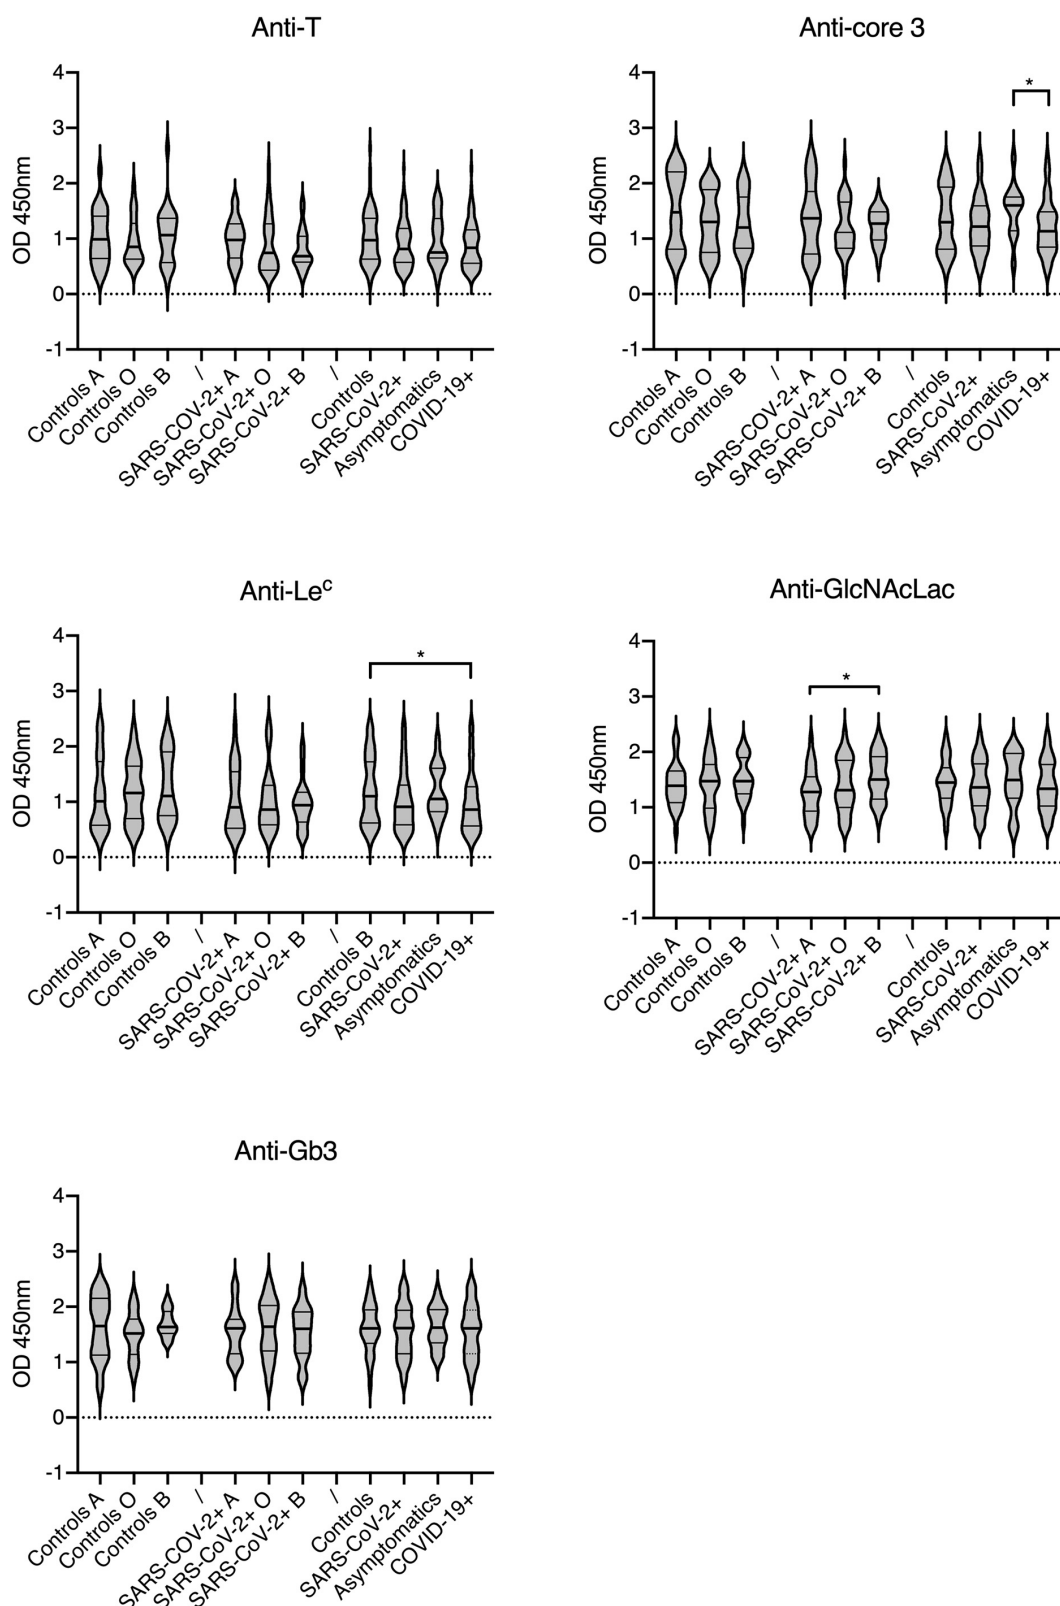 Anti-T
4
3
2
1
0
-1
OD 450nm
Controls A
Controls O
Controls B
/
SARS-COV-2+ A
SARS-CoV-2+ O
SARS-CoV-2+ B
/
Controls
SARS-CoV-2+
Asymptomatics
COVID-19+
Anti-core 3
*
4
3
2
1
0
-1
OD 450nm
Contols A
Controls O
Controls B
/
SARS-COV-2+ A
SARS-CoV-2+ O
SARS-CoV-2+ B
/
Controls
SARS-CoV-2+
Asymptomatics
COVID-19+
Anti-Leᶜ
*
4
3
2
1
0
-1
OD 450nm
Controls A
Controls O
Controls B
/
SARS-COV-2+ A
SARS-CoV-2+ O
SARS-CoV-2+ B
/
Controls B
SARS-CoV-2+
Asymptomatics
COVID-19+
Anti-GlcNAcLac
*
4
3
2
1
0
-1
OD 450nm
Controls A
Controls O
Controls B
/
SARS-COV-2+ A
SARS-CoV-2+ O
SARS-CoV-2+ B
/
Controls
SARS-CoV-2+
Asymptomatics
COVID-19+
Anti-Gb3
4
3
2
1
0
-1
OD 450nm
Controls A
Controls O
Controls B
/
SARS-COV-2+ A
SARS-CoV-2+ O
SARS-CoV-2+ B
/
Controls
SARS-CoV-2+
Asymptomatics
COVID-19+